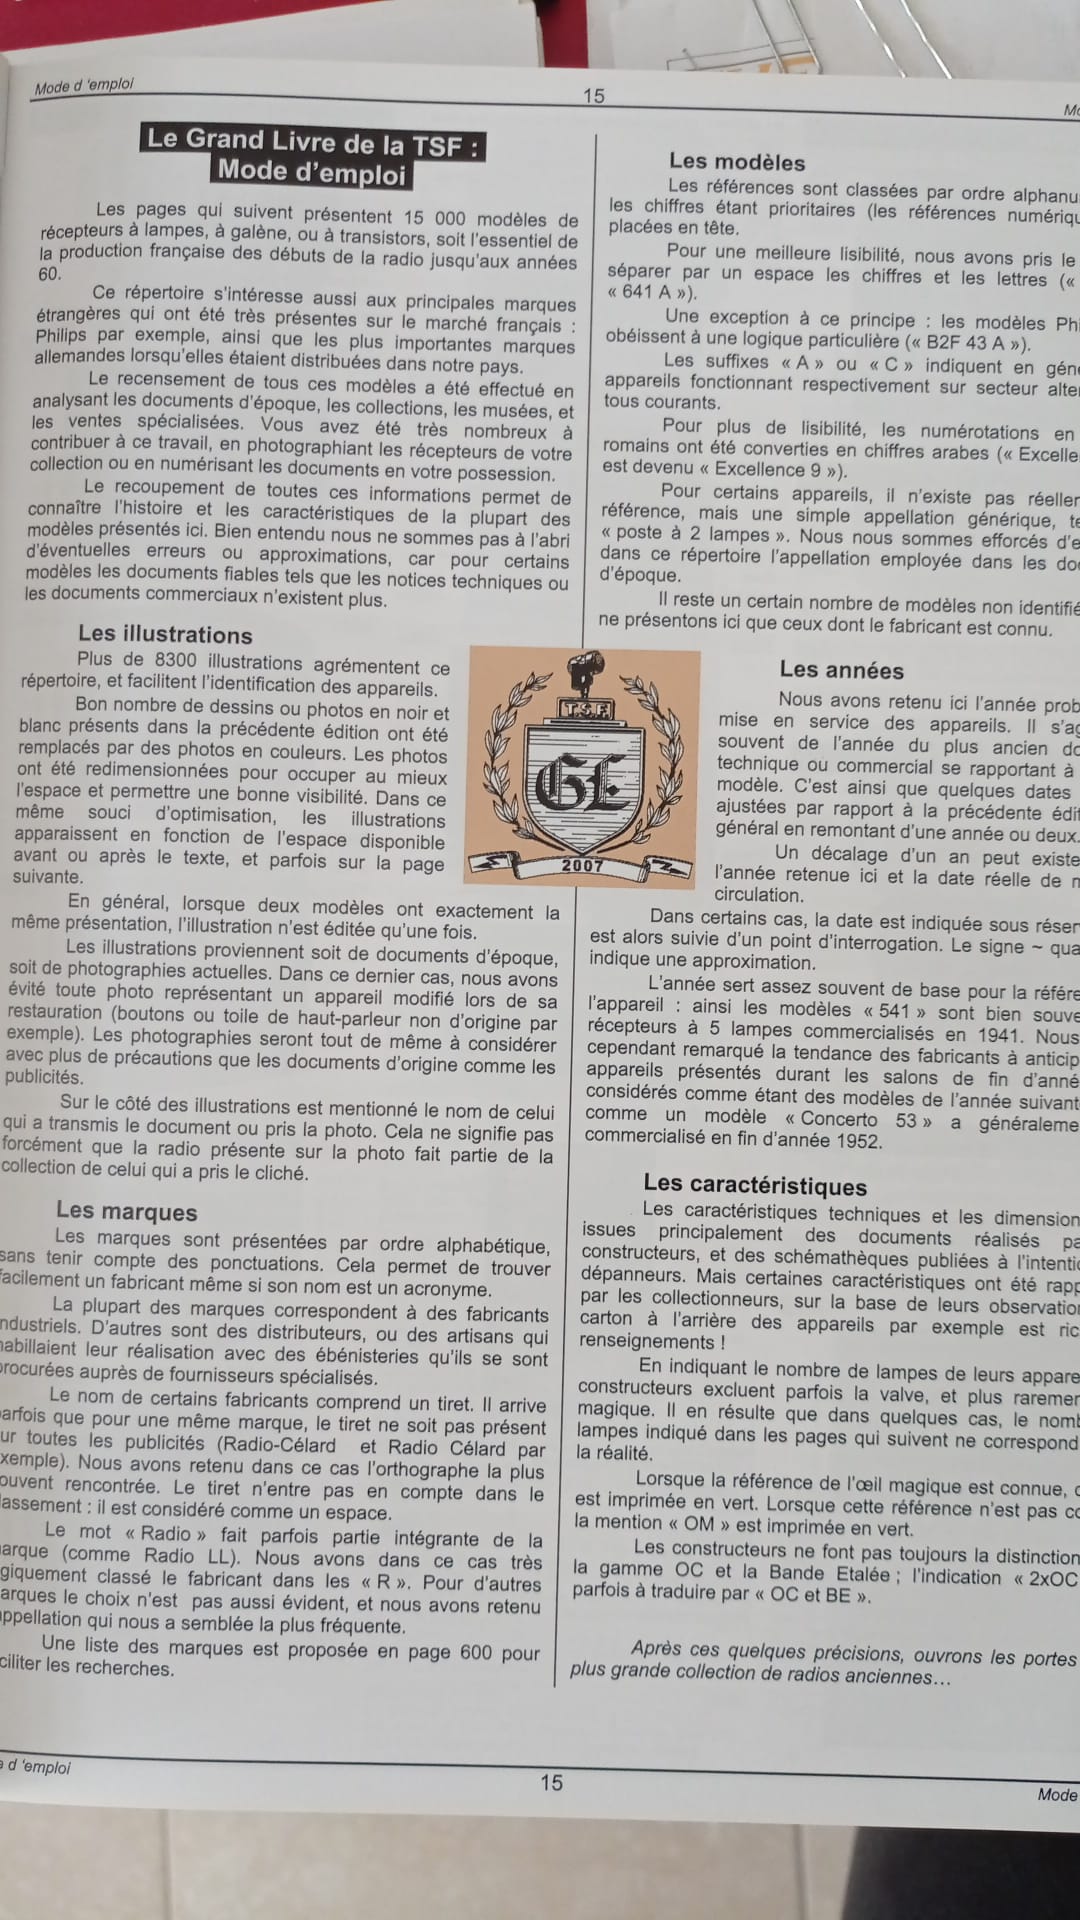 Mode d 'emploi
15
Le Grand Livre de la TSF :
Mode d'emploi
Les pages qui suivent présentent 15 000 modèles de
récepteurs à lampes, à galène, ou à transistors, soit l'essentiel de
la production française des débuts de la radio jusqu'aux années
60.
Ce répertoire s'intéresse aussi aux principales marques
étrangères qui ont été très présentes sur le marché français :
Philips par exemple, ainsi que les plus importantes marques
allemandes lorsqu'elles étaient distribuées dans notre pays.
Le recensement de tous ces modèles a été effectué en
analysant les documents d'époque, les collections, les musées, et
les ventes spécialisées. Vous avez été très nombreux à
contribuer à ce travail, en photographiant les récepteurs de votre
collection ou en numérisant les documents en votre possession.
Le recoupement de toutes ces informations permet de
connaître l'histoire et les caractéristiques de la plupart des
modèles présentés ici. Bien entendu nous ne sommes pas à l'abri
d'éventuelles erreurs ou approximations, car pour certains
modèles les documents fiables tels que les notices techniques ou
les documents commerciaux n'existent plus.
Les illustrations
Plus de 8300 illustrations agrémentent ce
répertoire, et facilitent l'identification des appareils.
Bon nombre de dessins ou photos en noir et
blanc présents dans la précédente édition ont été
remplacés par des photos en couleurs. Les photos
ont été redimensionnées pour occuper au mieux
l'espace et permettre une bonne visibilité. Dans ce
même souci d'optimisation, les illustrations
apparaissent en fonction de l'espace disponible
avant ou après le texte, et parfois sur la page
suivante.
En général, lorsque deux modèles ont exactement la
même présentation, l'illustration n'est éditée qu'une fois.
Les illustrations proviennent soit de documents d'époque,
soit de photographies actuelles. Dans ce dernier cas, nous avons
évité toute photo représentant un appareil modifié lors de sa
restauration (boutons ou toile de haut-parleur non d'origine par
exemple). Les photographies seront tout de même à considérer
avec plus de précautions que les documents d'origine comme les
publicités.
Sur le côté des illustrations est mentionné le nom de celui
qui a transmis le document ou pris la photo. Cela ne signifie pas
forcément que la radio présente sur la photo fait partie de la
collection de celui qui a pris le cliché.
Les marques
Les marques sont présentées par ordre alphabétique,
sans tenir compte des ponctuations. Cela permet de trouver
facilement un fabricant même si son nom est un acronyme.
La plupart des marques correspondent à des fabricants
ndustriels. D'autres sont des distributeurs, ou des artisans qui
habillaient leur réalisation avec des ébénisteries qu'ils se sont
procurées auprès de fournisseurs spécialisés.
Le nom de certains fabricants comprend un tiret. Il arrive
arfois que pour une même marque, le tiret ne soit pas présent
ur toutes les publicités (Radio-Célard et Radio Célard par
xemple). Nous avons retenu dans ce cas l'orthographe la plus
ouvent rencontrée. Le tiret n'entre pas en compte dans le
lassement : il est considéré comme un espace.
Le mot « Radio » fait parfois partie intégrante de la
arque (comme Radio LL). Nous avons dans ce cas très
giquement classé le fabricant dans les « R ». Pour d'autres
arques le choix n'est pas aussi évident, et nous avons retenu
appellation qui nous a semblée la plus fréquente.
Une liste des marques est proposée en page 600 pour
ciliter les recherches.
T.S.F
GL
2007
Mo
Les modèles
Les références sont classées par ordre alphanu
les chiffres étant prioritaires (les références numériqu
placées en tête.
Pour une meilleure lisibilité, nous avons pris le
séparer par un espace les chiffres et les lettres («
« 641 A »).
Une exception à ce principe : les modèles Phi
obéissent à une logique particulière (« B2F 43 A »).
Les suffixes « A » ou « C » indiquent en géné
appareils fonctionnant respectivement sur secteur alter
tous courants.
Pour plus de lisibilité, les numérotations en
romains ont été converties en chiffres arabes (« Excelle
est devenu « Excellence 9 »).
Pour certains appareils, il n'existe pas réeller
référence, mais une simple appellation générique, te
« poste à 2 lampes ». Nous nous sommes efforcés d'e
dans ce répertoire l'appellation employée dans les do
d'époque.
Il reste un certain nombre de modèles non identifié
ne présentons ici que ceux dont le fabricant est connu.
Les années
Nous avons retenu ici l'année prob
mise en service des appareils. Il s'ag
souvent de l'année du plus ancien do
technique ou commercial se rapportant à
modèle. C'est ainsi que quelques dates
ajustées par rapport à la précédente édit
général en remontant d'une année ou deux.
Un décalage d'un an peut existe
l'année retenue ici et la date réelle de m
circulation.
Dans certains cas, la date est indiquée sous réser
est alors suivie d'un point d'interrogation. Le signe ~ qua
indique une approximation.
L'année sert assez souvent de base pour la référe
l'appareil : ainsi les modèles « 541 » sont bien souve
récepteurs à 5 lampes commercialisés en 1941. Nous
cependant remarqué la tendance des fabricants à anticip
appareils présentés durant les salons de fin d'anné
considérés comme étant des modèles de l'année suivant
comme un modèle « Concerto 53 » a généraleme
commercialisé en fin d'année 1952.
Les caractéristiques
Les caractéristiques techniques et les dimension
issues principalement des documents réalisés pa
constructeurs, et des schémathèques publiées à l'intentio
dépanneurs. Mais certaines caractéristiques ont été rapp
par les collectionneurs, sur la base de leurs observation
carton à l'arrière des appareils par exemple est ric
renseignements !
En indiquant le nombre de lampes de leurs appare
constructeurs excluent parfois la valve, et plus raremer
magique. Il en résulte que dans quelques cas, le nomb
lampes indiqué dans les pages qui suivent ne correspond
la réalité.
Lorsque la référence de l'œil magique est connue, c
est imprimée en vert. Lorsque cette référence n'est pas co
la mention « OM » est imprimée en vert.
Les constructeurs ne font pas toujours la distinction
la gamme OC et la Bande Etalée ; l'indication « 2xOC
parfois à traduire par « OC et BE ».
Après ces quelques précisions, ouvrons les portes
plus grande collection de radios anciennes…
e d 'emploi
15
Mode